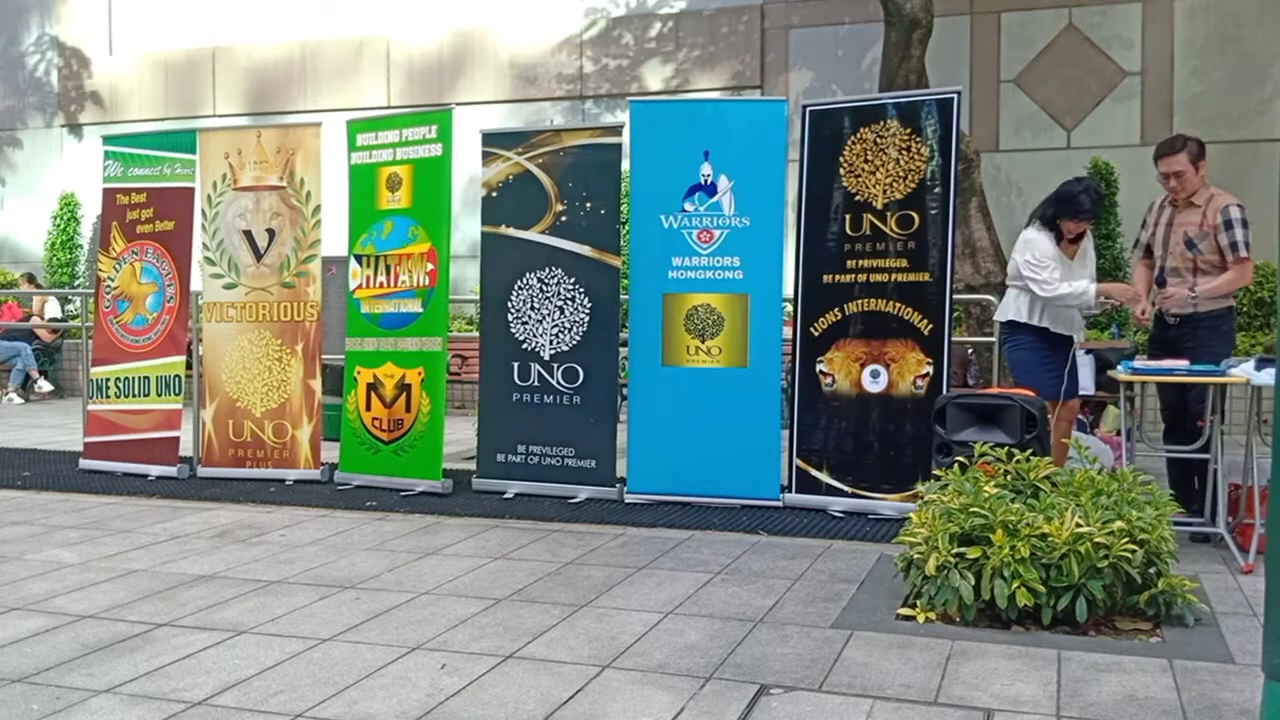 We connect by Heart
The Best
just got
even Better
GOLDEN EAGLES
ONE SOLID UNO
V
VICTORIOUS
UNO
PREMIER
PLUS
BUILDING PEOPLE
BUILDING BUSINESS
HATAW
INTERNATIONAL
M
CLUB
UNO
PREMIER
BE PREVILEGED
BE PART OF UNO PREMIER
WARRIORS
WARRIORS
HONGKONG
UNO
PREMIER
UNO
PREMIER
BE PRIVILEGED.
BE PART OF UNO PREMIER.
LIONS INTERNATIONAL